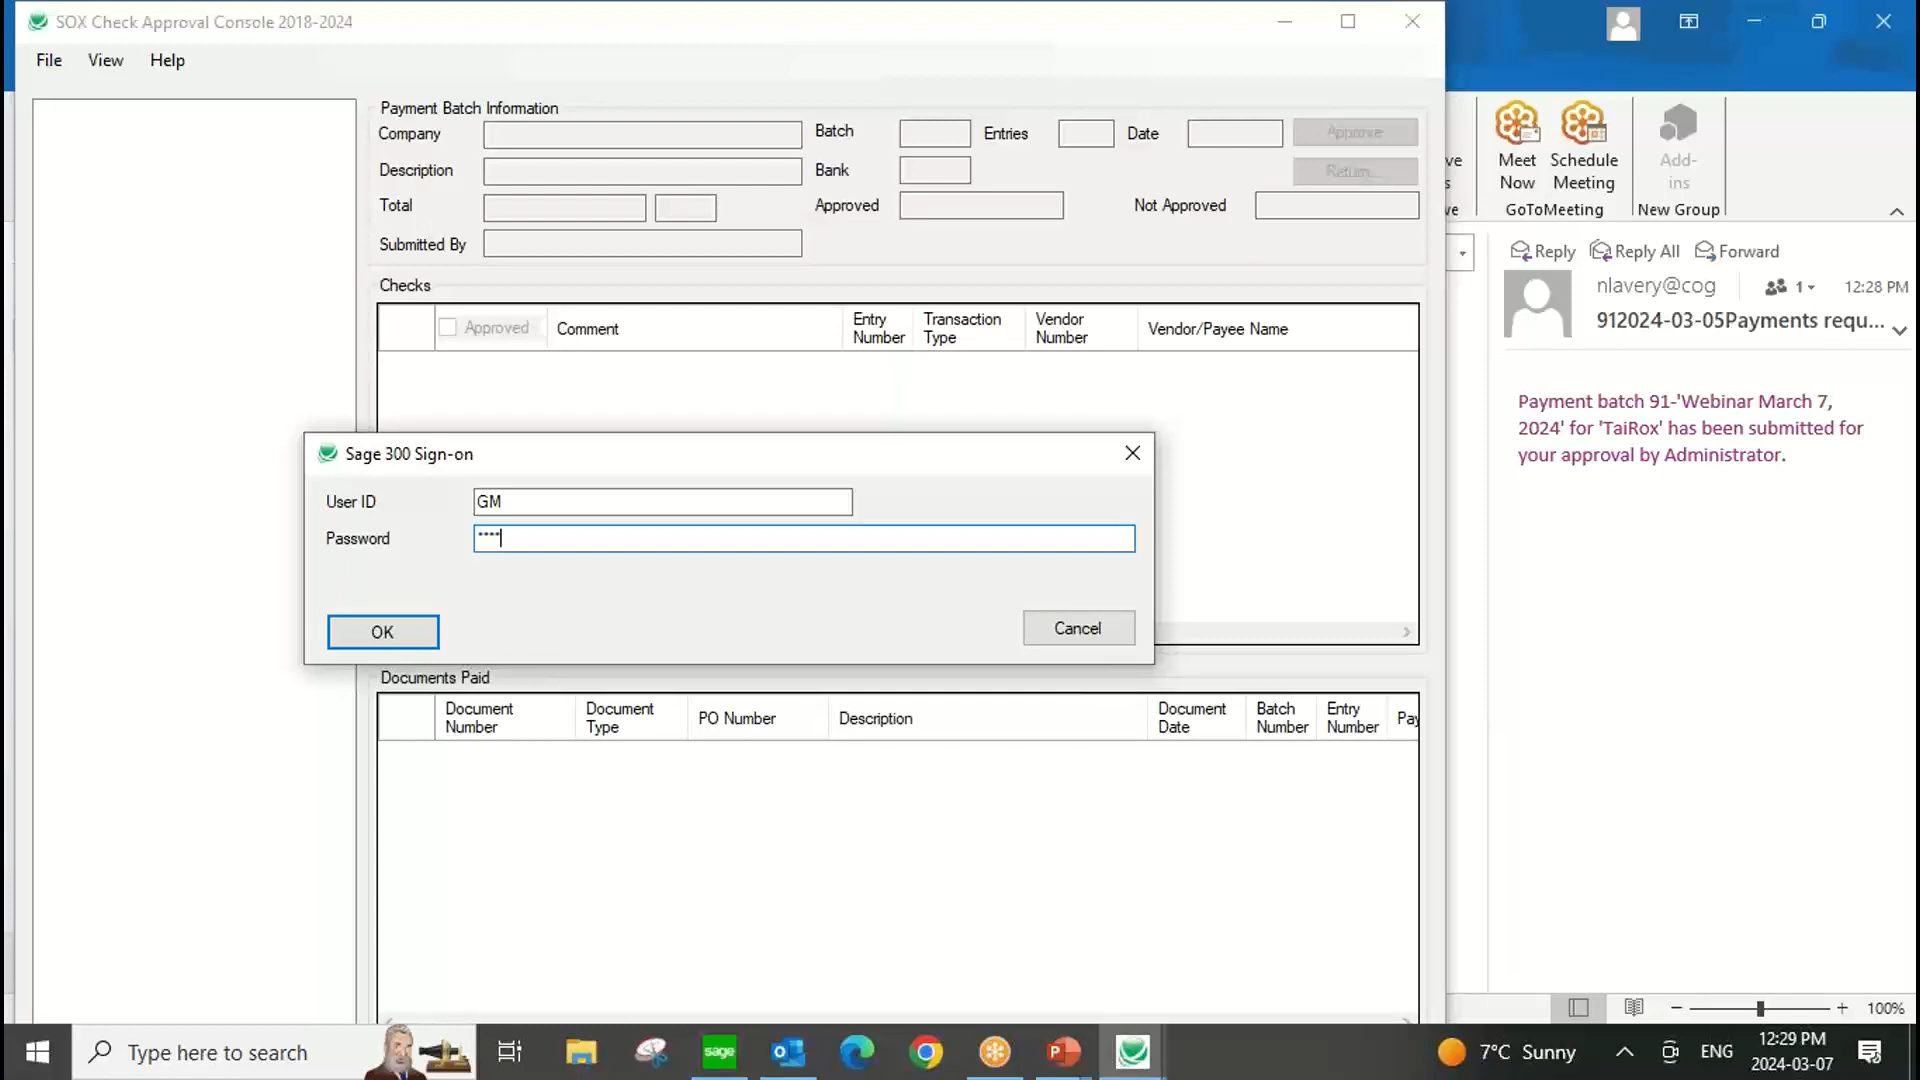 SOX Check Approval Console 2018-2024
File View Help
Payment Batch Information
Company
Batch
Entries
Date
Approve
Description
Bank
Return...
Total
Approved
Not Approved
Submitted By
Checks
Approved
Comment
Entry Number
Transaction Type
Vendor Number
Vendor/Payee Name
Sage 300 Sign-on
User ID
GM
Password
****
OK
Cancel
Documents Paid
Document Number
Document Type
PO Number
Description
Document Date
Batch Number
Entry Number
Pay
ve
s
ve
Meet Now
Schedule Meeting
Add-ins
GoToMeeting
New Group
Reply
Reply All
Forward
nlavery@cog
1
12:28 PM
912024-03-05Payments requ...
Payment batch 91-'Webinar March 7,
2024' for 'TaiRox' has been submitted for
your approval by Administrator.
100%
Type here to search
sage
7°C Sunny
ENG
12:29 PM
2024-03-07